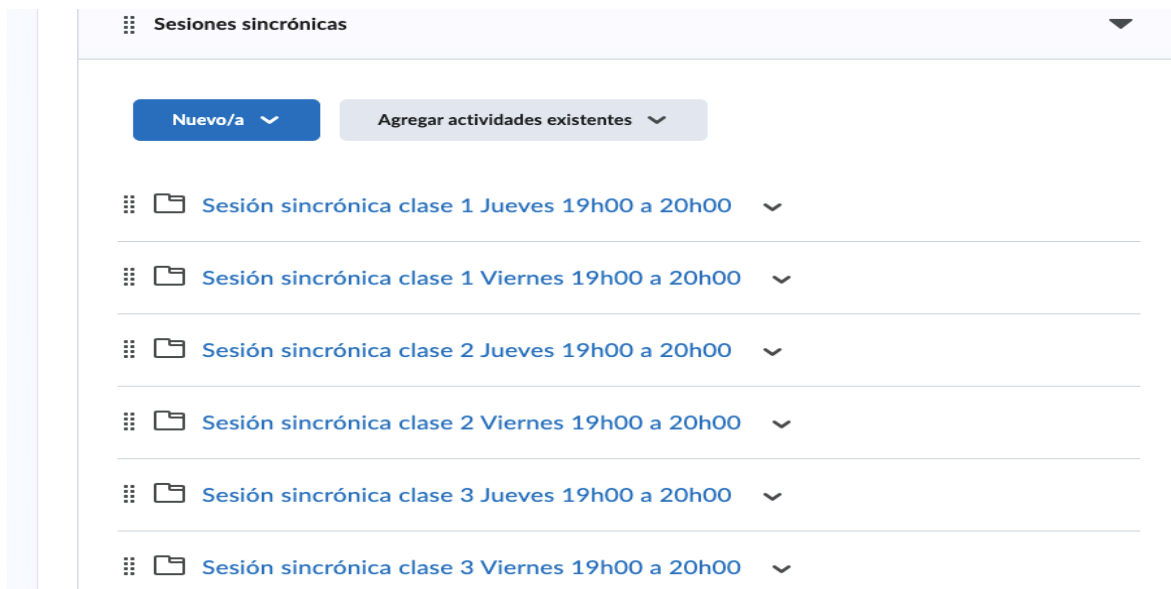 Sesiones sincrónicas
Nuevo/a Agregar actividades existentes
Sesión sincrónica clase 1 Jueves 19h00 a 20h00
Sesión sincrónica clase 1 Viernes 19h00 a 20h00
Sesión sincrónica clase 2 Jueves 19h00 a 20h00
Sesión sincrónica clase 2 Viernes 19h00 a 20h00
Sesión sincrónica clase 3 Jueves 19h00 a 20h00
Sesión sincrónica clase 3 Viernes 19h00 a 20h00